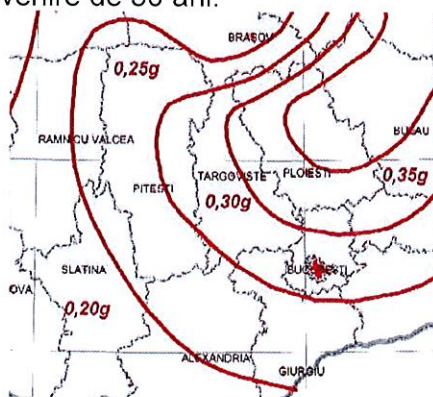 venire de 50 ani.
BRASOV
0,25g
RAMNICU VALCEA
BUZAU
TARGOVISTE
PLOIESTI
0,35g
PITESTI
0,30g
SLATINA
BUCURESTI
OVA
0,20g
ALEXANDRIA
GIURGIU